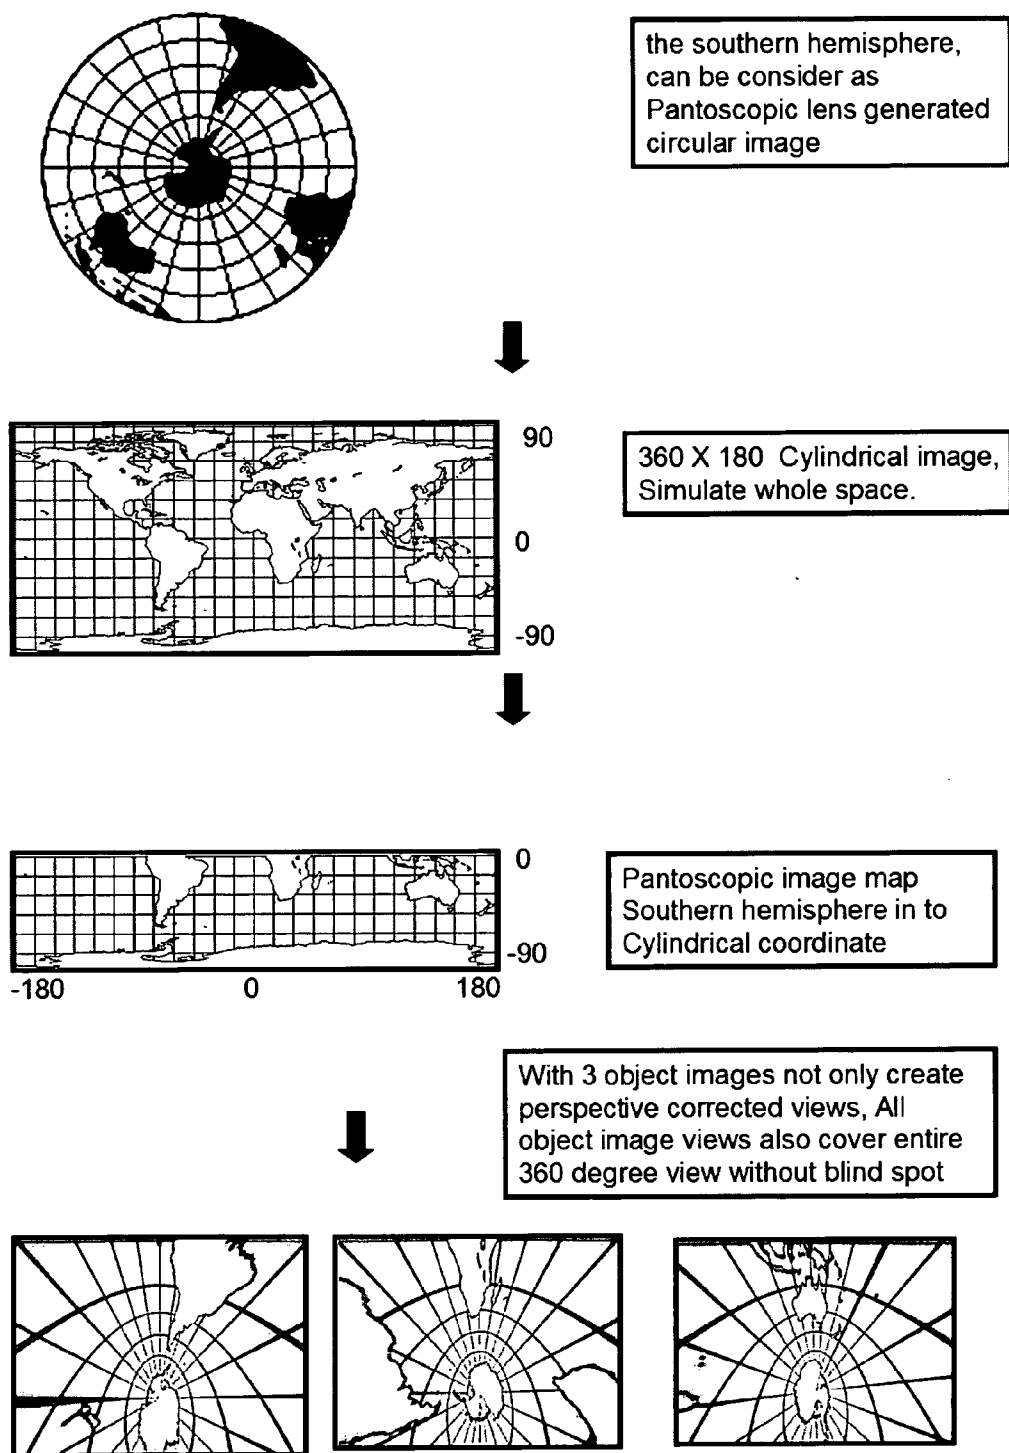 the southern hemisphere,
can be consider as
Pantoscopic lens generated
circular image
90
360 X 180 Cylindrical image,
Simulate whole space.
0
-90
0
Pantoscopic image map
Southern hemisphere in to
Cylindrical coordinate
-90
-180 0 180
With 3 object images not only create
perspective corrected views, All
object image views also cover entire
360 degree view without blind spot